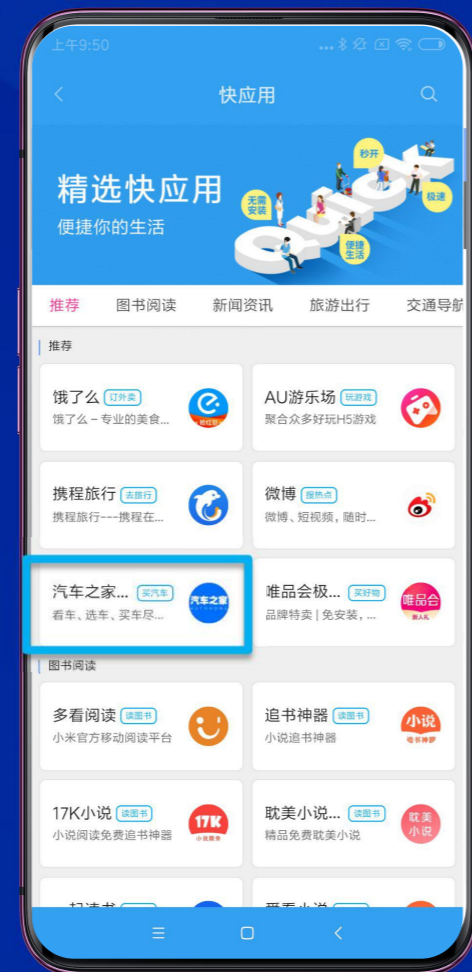 上午9:50
快应用
精选快应用
便捷你的生活
无需
安装
秒开
极速
便捷
生活
Quick
推荐 图书阅读 新闻资讯 旅游出行 交通导航
推荐
饿了么 订外卖
饿了么 – 专业的美食...
AU游乐场 玩游戏
聚合众多好玩H5游戏
携程旅行 去旅行
携程旅行---携程在...
微博 搜热点
微博、短视频，随时...
汽车之家... 买汽车
看车、选车、买车尽...
汽车之家
唯品会极... 买好物
品牌特卖 | 免安装，...
唯品会
新人礼
图书阅读
多看阅读 读图书
小米官方移动阅读平台
追书神器 读图书
小说追书神器
小说
追书神器
17K小说 读图书
小说阅读免费追书神器
17K
耽美小说... 读图书
精品免费耽美小说
耽美
小说